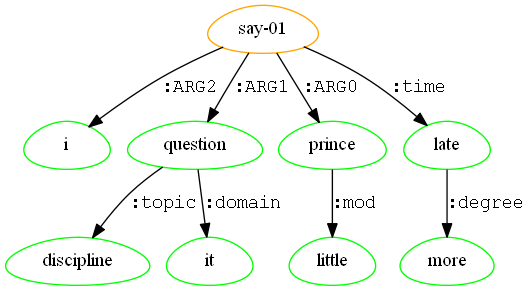 say-01
:ARG2 :ARG1 :ARG0 :time
i question prince late
:topic :domain :mod :degree
discipline it little more